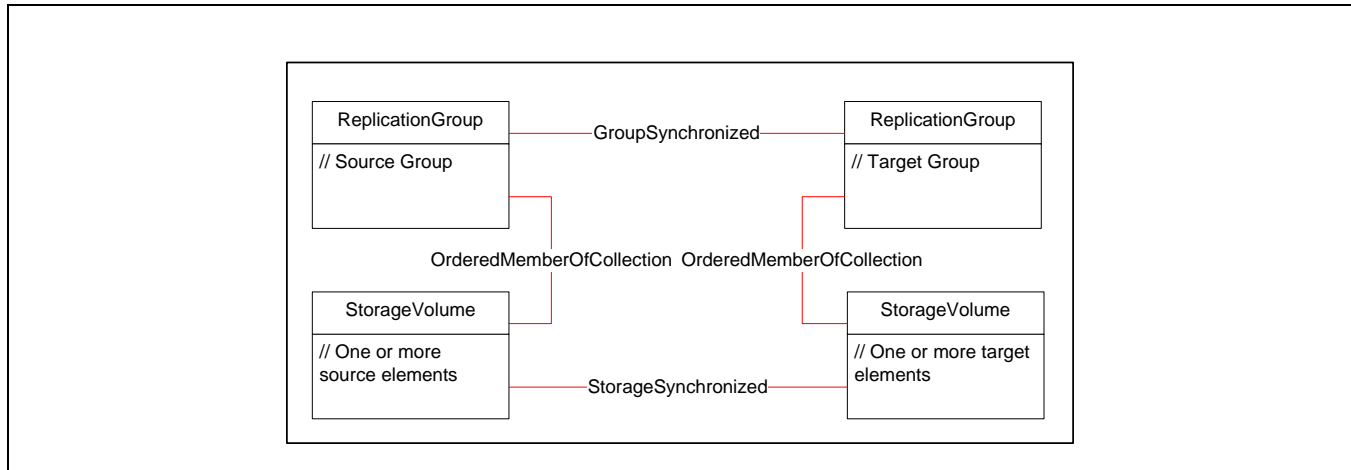 ReplicationGroup
// Source Group
GroupSynchronized
ReplicationGroup
// Target Group
OrderedMemberOfCollection
OrderedMemberOfCollection
StorageVolume
// One or more
source elements
StorageSynchronized
StorageVolume
// One or more target
elements